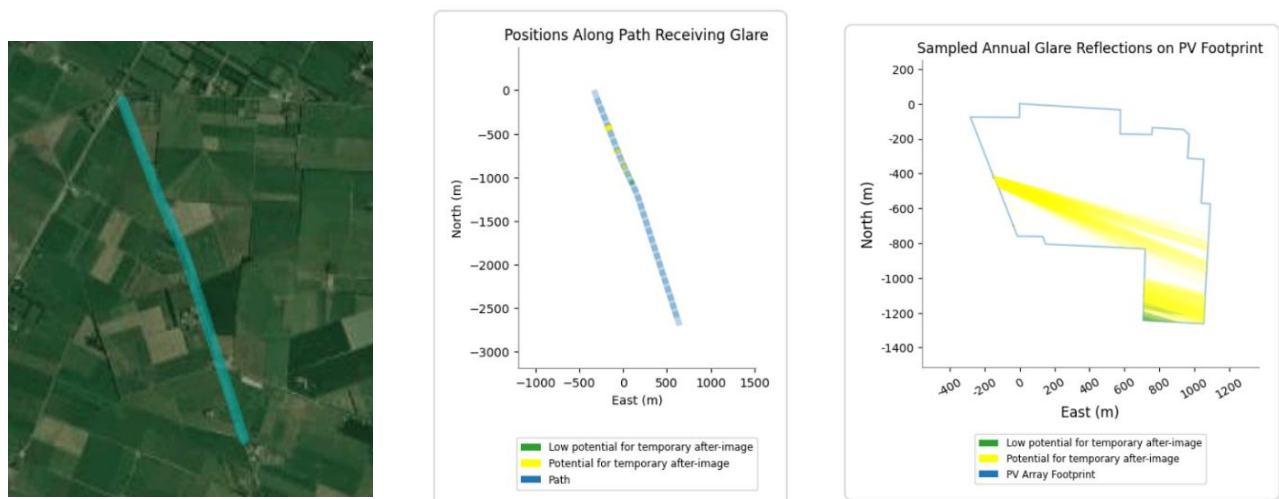 Positions Along Path Receiving Glare
0
−500
−1000
−1500
−2000
−2500
−3000
North (m)
−1000 −500 0 500 1000 1500
East (m)
Low potential for temporary after-image
Potential for temporary after-image
Path
Sampled Annual Glare Reflections on PV Footprint
200
0
-200
-400
-600
-800
-1000
-1200
-1400
North (m)
-400 -200 0 200 400 600 800 1000 1200
East (m)
Low potential for temporary after-image
Potential for temporary after-image
PV Array Footprint